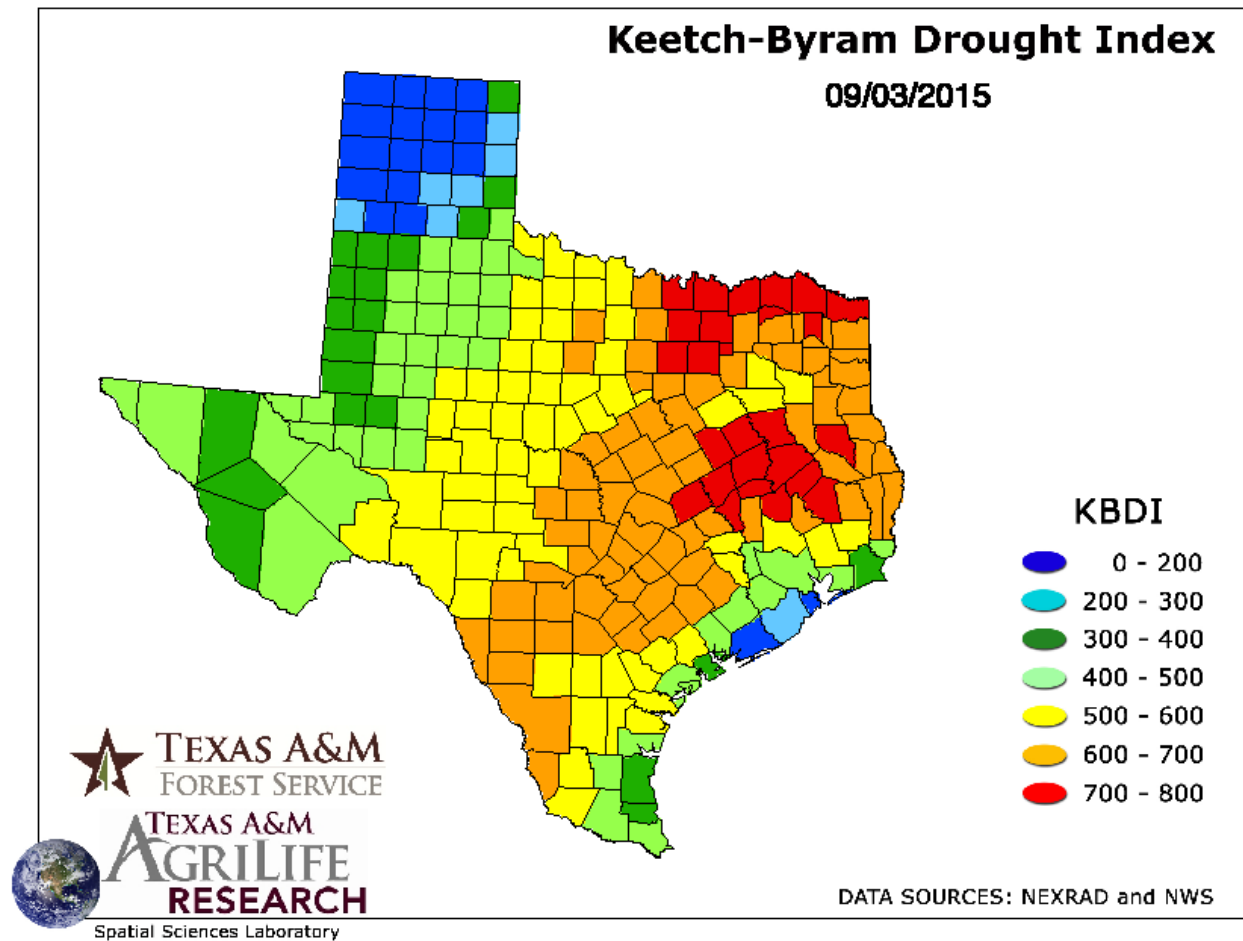 Keetch-Byram Drought Index
09/03/2015
KBDI
0 - 200
200 - 300
300 - 400
400 - 500
500 - 600
600 - 700
700 - 800
TEXAS A&M
FOREST SERVICE
TEXAS A&M
AGRILIFE
RESEARCH
Spatial Sciences Laboratory
DATA SOURCES: NEXRAD and NWS